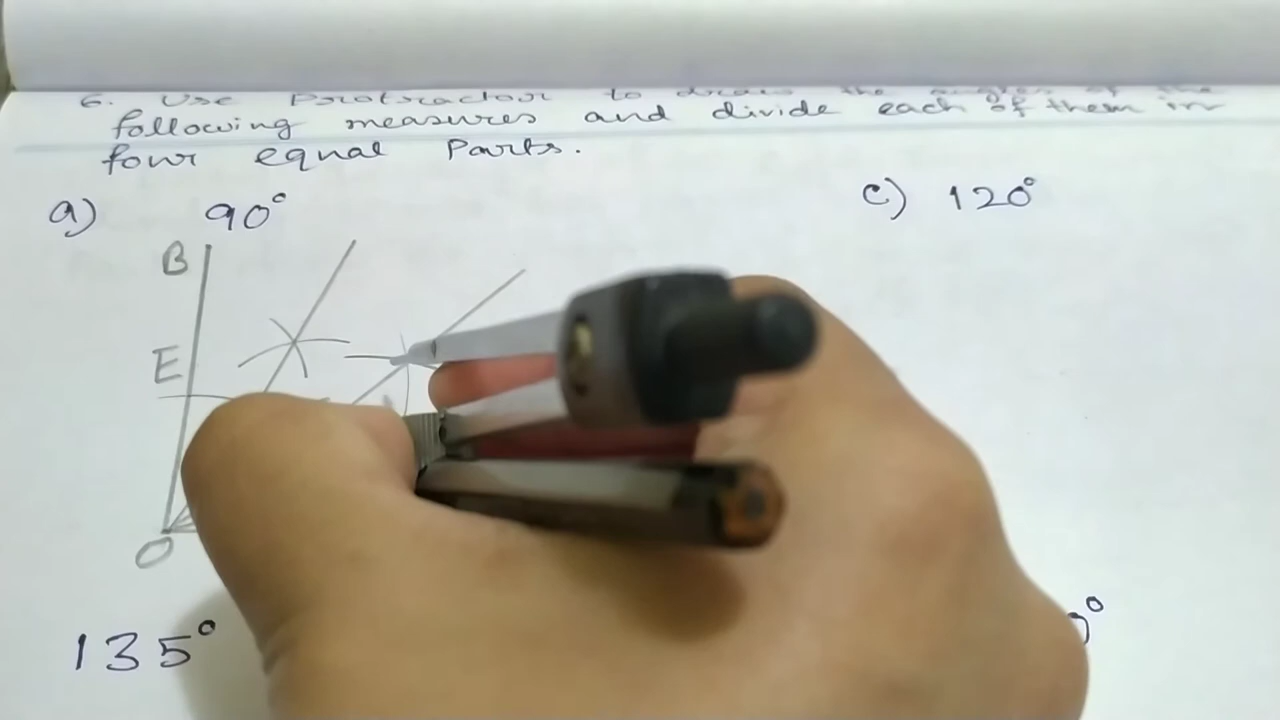 6. Use Protractor to draw the angles of the
following measures and divide each of them in
four equal Parts.
a) 90°
c) 120°
B
E
O
135°